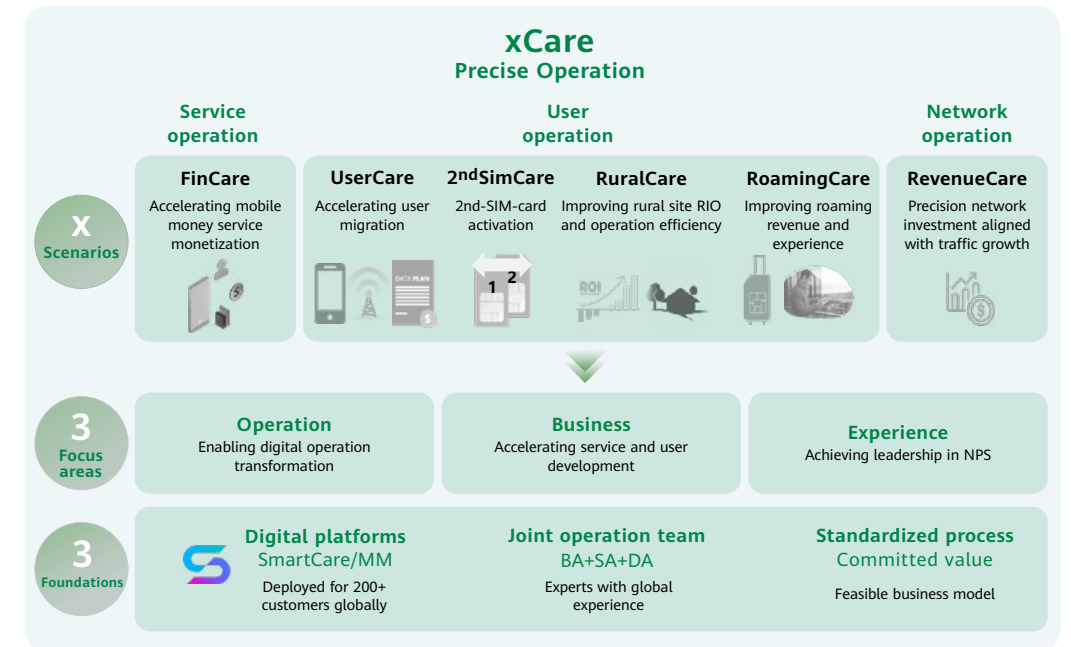 xCare
Precise Operation
Service
operation
User
operation
Network
operation
X
Scenarios
FinCare
Accelerating mobile
money service
monetization
UserCare
Accelerating user
migration
DATA PLAN
$
2ndSimCare
2nd-SIM-card
activation
1
2
RuralCare
Improving rural site RIO
and operation efficiency
ROI
RoamingCare
Improving roaming
revenue and
experience
RevenueCare
Precision network
investment aligned
with traffic growth
$
3
Focus
areas
Operation
Enabling digital operation
transformation
Business
Accelerating service and user
development
Experience
Achieving leadership in NPS
3
Foundations
Digital platforms
SmartCare/MM
Deployed for 200+
customers globally
Joint operation team
BA+SA+DA
Experts with global
experience
Standardized process
Committed value
Feasible business model